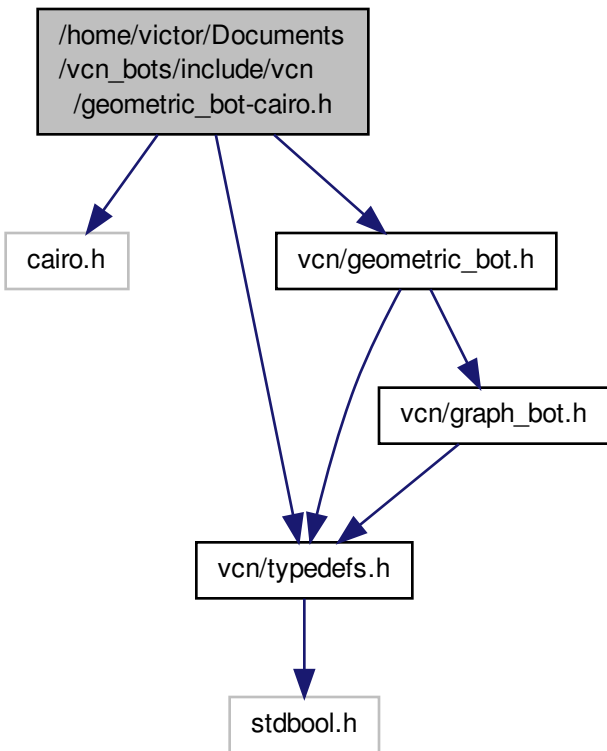 /home/victor/Documents
/vcn_bots/include/vcn
/geometric_bot-cairo.h
cairo.h
vcn/geometric_bot.h
vcn/graph_bot.h
vcn/typedefs.h
stdbool.h